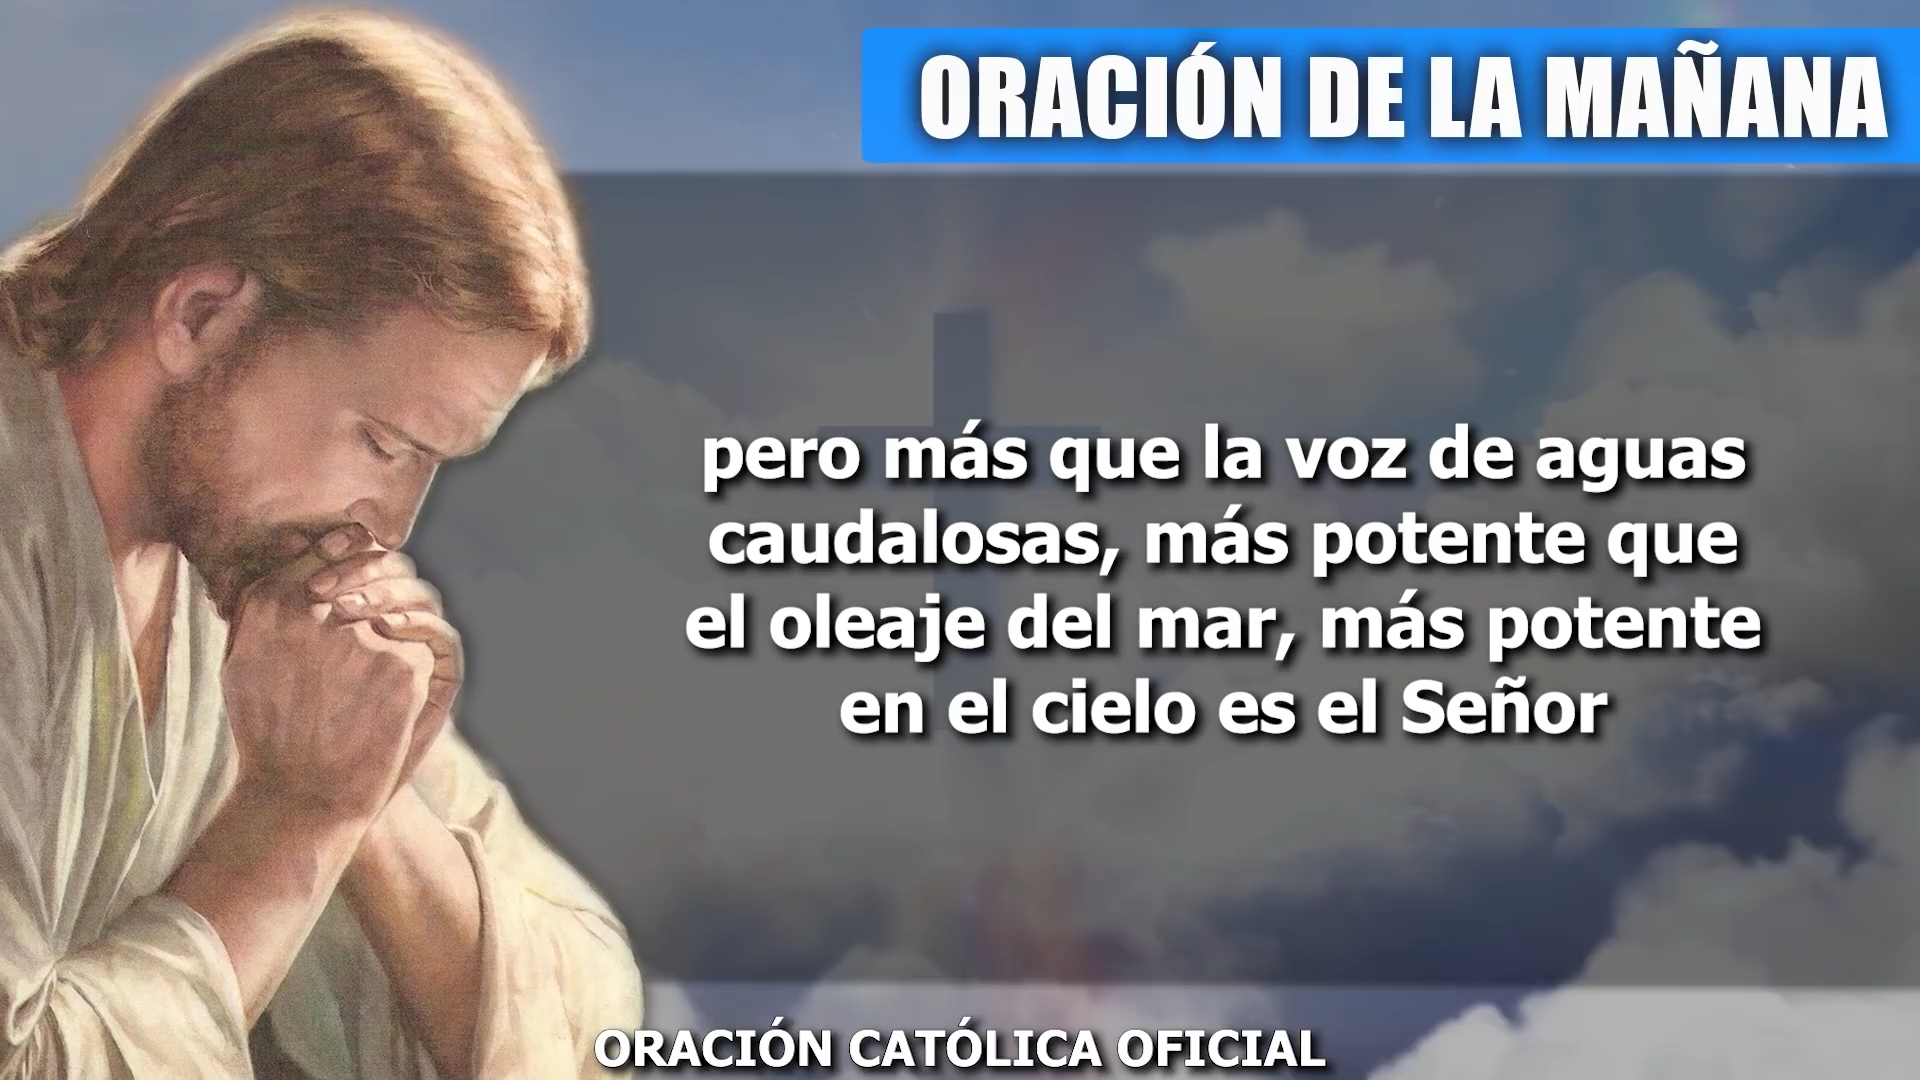 ORACIÓN DE LA MAÑANA
pero más que la voz de aguas
caudalosas, más potente que
el oleaje del mar, más potente
en el cielo es el Señor
ORACIÓN CATÓLICA OFICIAL